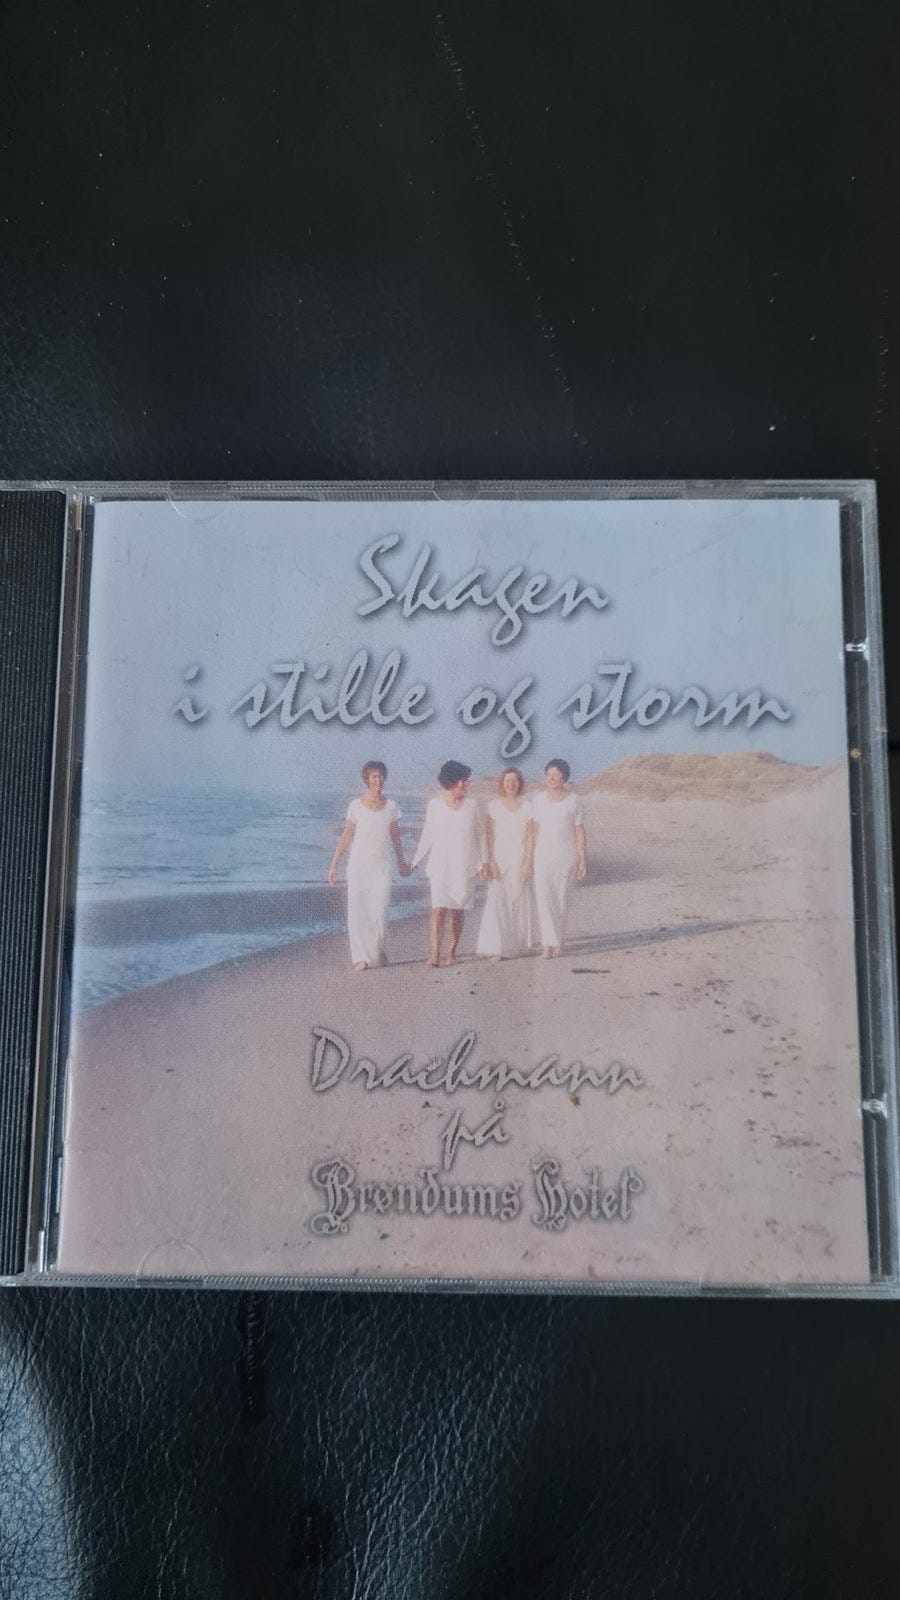 Skagen
i stille og storm
Drachmann
på
Brøndums Hotel